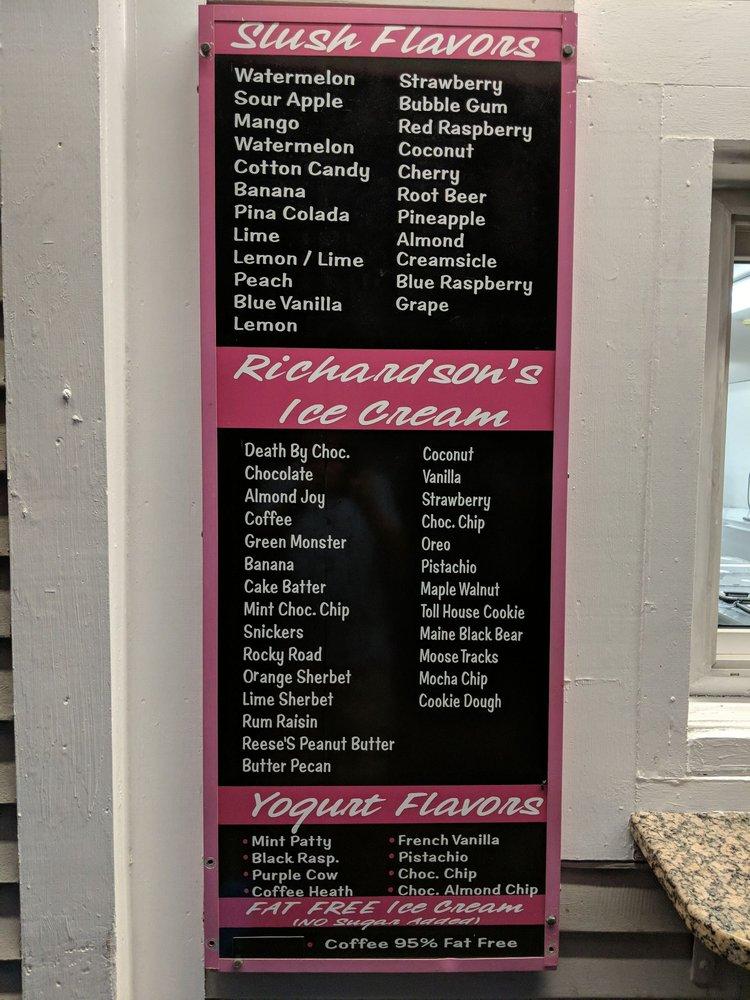 Slush Flavors
Watermelon
Sour Apple
Mango
Watermelon
Cotton Candy
Banana
Pina Colada
Lime
Lemon / Lime
Peach
Blue Vanilla
Lemon
Strawberry
Bubble Gum
Red Raspberry
Coconut
Cherry
Root Beer
Pineapple
Almond
Creamsicle
Blue Raspberry
Grape
Richardson's
Ice Cream
Death By Choc.
Chocolate
Almond Joy
Coffee
Green Monster
Banana
Cake Batter
Mint Choc. Chip
Snickers
Rocky Road
Orange Sherbet
Lime Sherbet
Rum Raisin
Reese'S Peanut Butter
Butter Pecan
Coconut
Vanilla
Strawberry
Choc. Chip
Oreo
Pistachio
Maple Walnut
Toll House Cookie
Maine Black Bear
Moose Tracks
Mocha Chip
Cookie Dough
Yogurt Flavors
• Mint Patty
• Black Rasp.
• Purple Cow
• Coffee Heath
• French Vanilla
• Pistachio
• Choc. Chip
• Choc. Almond Chip
FAT FREE Ice Cream
(NO Sugar Added)
• Coffee 95% Fat Free